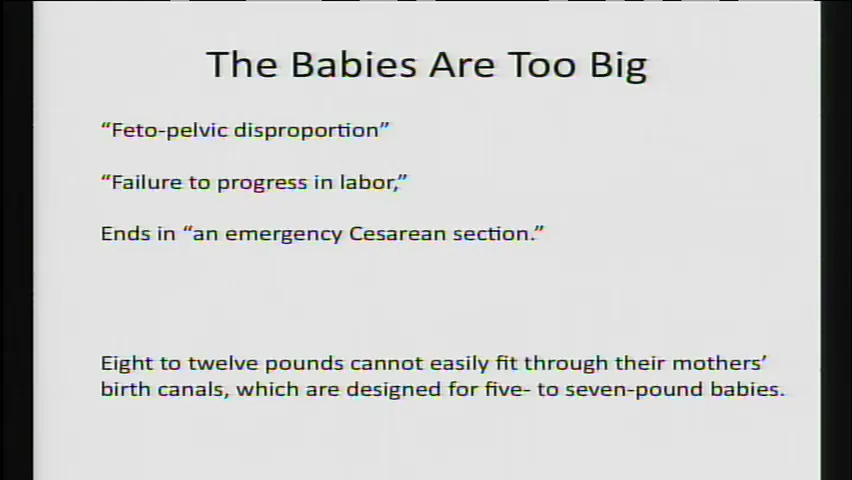 The Babies Are Too Big
“Feto-pelvic disproportion”
“Failure to progress in labor,”
Ends in “an emergency Cesarean section.”
Eight to twelve pounds cannot easily fit through their mothers’
birth canals, which are designed for five- to seven-pound babies.